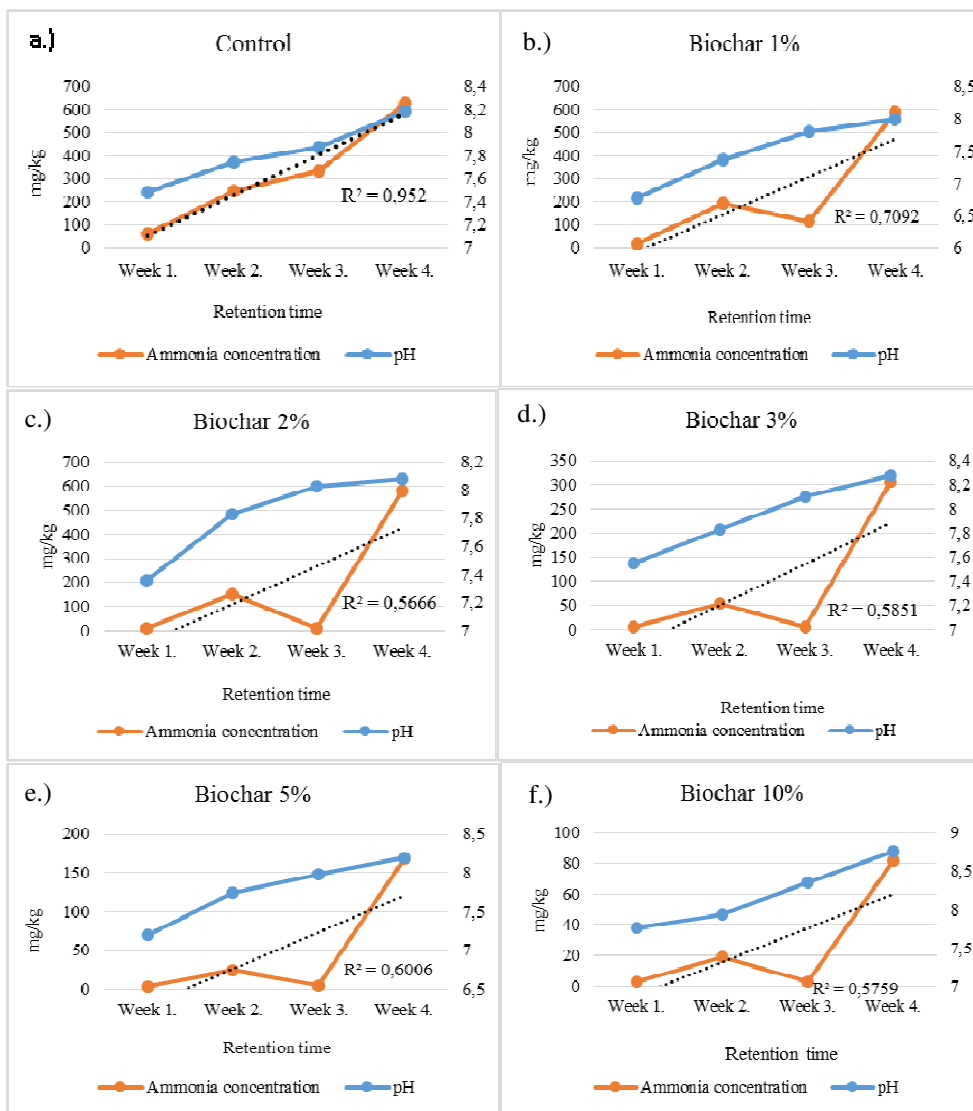 a.)
Control
700
600
500
400
300
200
100
0
mg/kg
8,4
8,2
8
7,8
7,6
7,4
7,2
7
R² = 0,952
Week 1. Week 2. Week 3. Week 4.
Retention time
Ammonia concentration pH
b.)
Biochar 1%
700
600
500
400
300
200
100
0
mg/kg
8,5
8
7,5
7
6,5
6
R² = 0,7092
Week 1. Week 2. Week 3. Week 4.
Retention time
Ammonia concentration pH
c.)
Biochar 2%
700
600
500
400
300
200
100
0
mg/kg
8,2
8
7,8
7,6
7,4
7,2
7
R² = 0,5666
Week 1. Week 2. Week 3. Week 4.
Retention time
Ammonia concentration pH
d.)
Biochar 3%
350
300
250
200
150
100
50
0
mg/kg
8,4
8,2
8
7,8
7,6
7,4
7,2
7
R² = 0,5851
Week 1. Week 2. Week 3. Week 4.
Retention time
Ammonia concentration pH
e.)
Biochar 5%
200
150
100
50
0
mg/kg
8,5
8
7,5
7
6,5
R² = 0,6006
Week 1. Week 2. Week 3. Week 4.
Retention time
Ammonia concentration pH
f.)
Biochar 10%
100
80
60
40
20
0
mg/kg
9
8,5
8
7,5
7
R² = 0,5759
Week 1. Week 2. Week 3. Week 4.
Retention time
Ammonia concentration pH